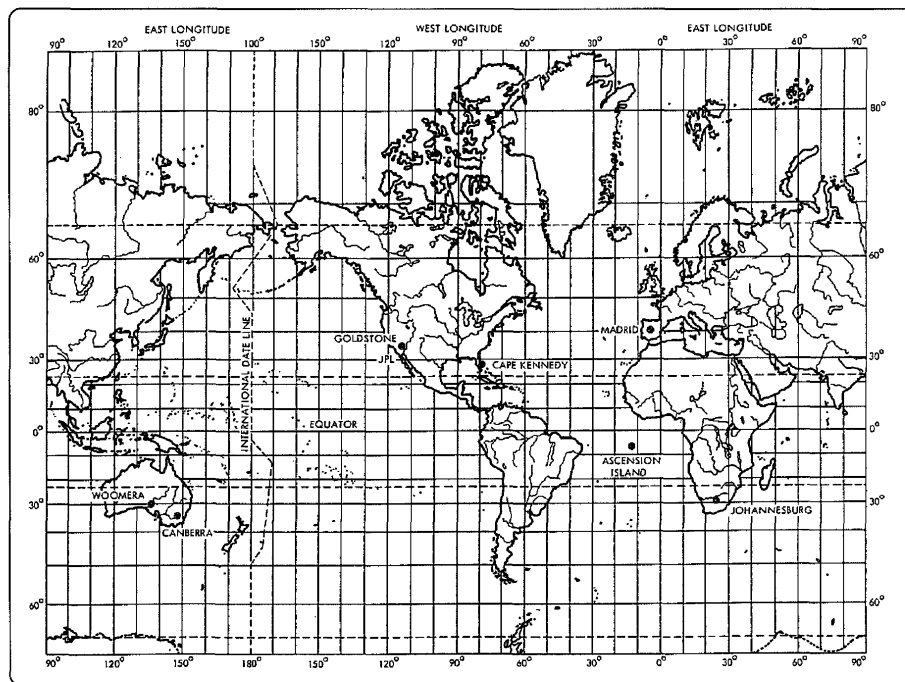 EAST LONGITUDE WEST LONGITUDE EAST LONGITUDE
90° 120° 150° 180° 150° 120° 90° 60° 30° 0° 30° 60° 90°
80° 80°
60° 60°
MADRID
GOLDSTONE
JPL
30° CAPE KENNEDY 30°
INTERNATIONAL DATE LINE
EQUATOR
0° 0°
ASCENSION
ISLAND
WOOMERA
30° JOHANNESBURG 30°
CANBERRA
60° 60°
90° 120° 150° 180° 150° 120° 90° 60° 30° 0° 30° 60° 90°